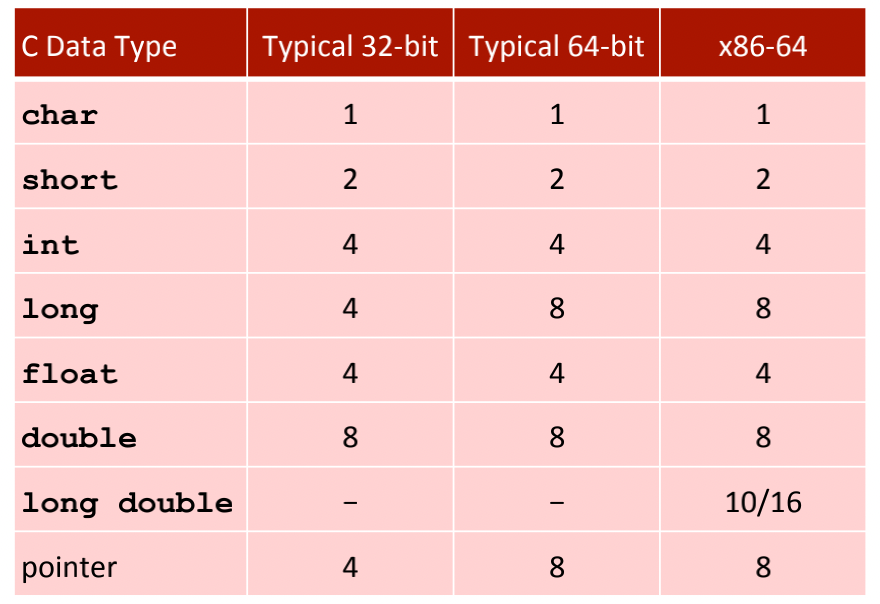 C Data Type Typical 32-bit Typical 64-bit x86-64
char 1 1 1
short 2 2 2
int 4 4 4
long 4 8 8
float 4 4 4
double 8 8 8
long double – – 10/16
pointer 4 8 8